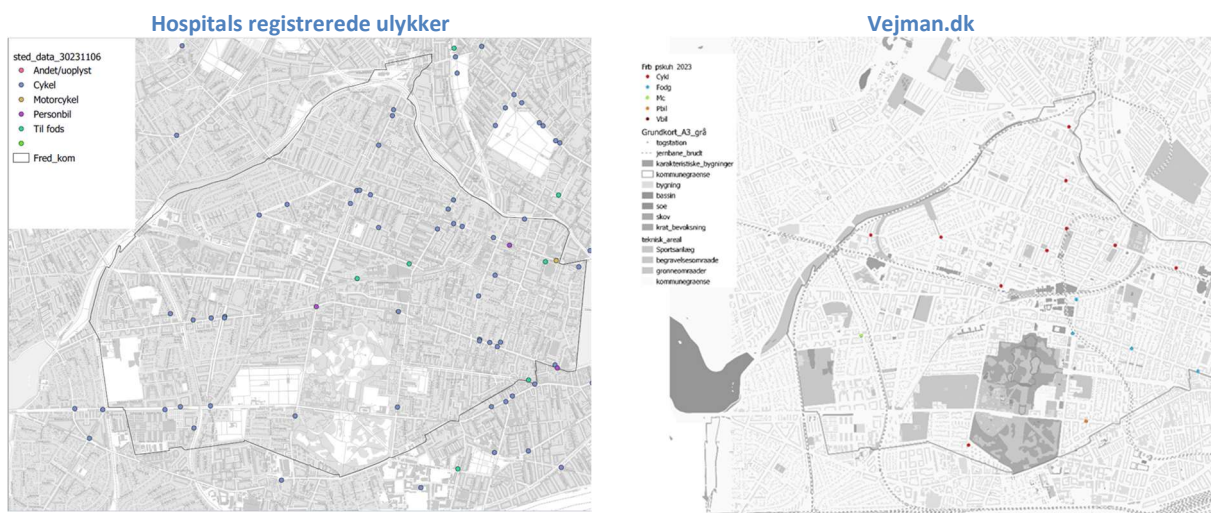 Hospitals registrerede ulykker
sted_data_30231106
Andet/uoplyst
Cykel
Motorcykel
Personbil
Til fods
Fred_kom
Vejman.dk
Frb_pskuh_2023
Cykl
Fodg
Mc
Pbil
Vbil
Grundkort_A3_grå
togstation
jernbane_brudt
karakteristiske_bygninger
kommunegraense
bygning
bassin
soe
skov
krat_bevoksning
teknisk_areal
Sportsanlæg
begravelsesomraade
gronneomraader
kommunegraense